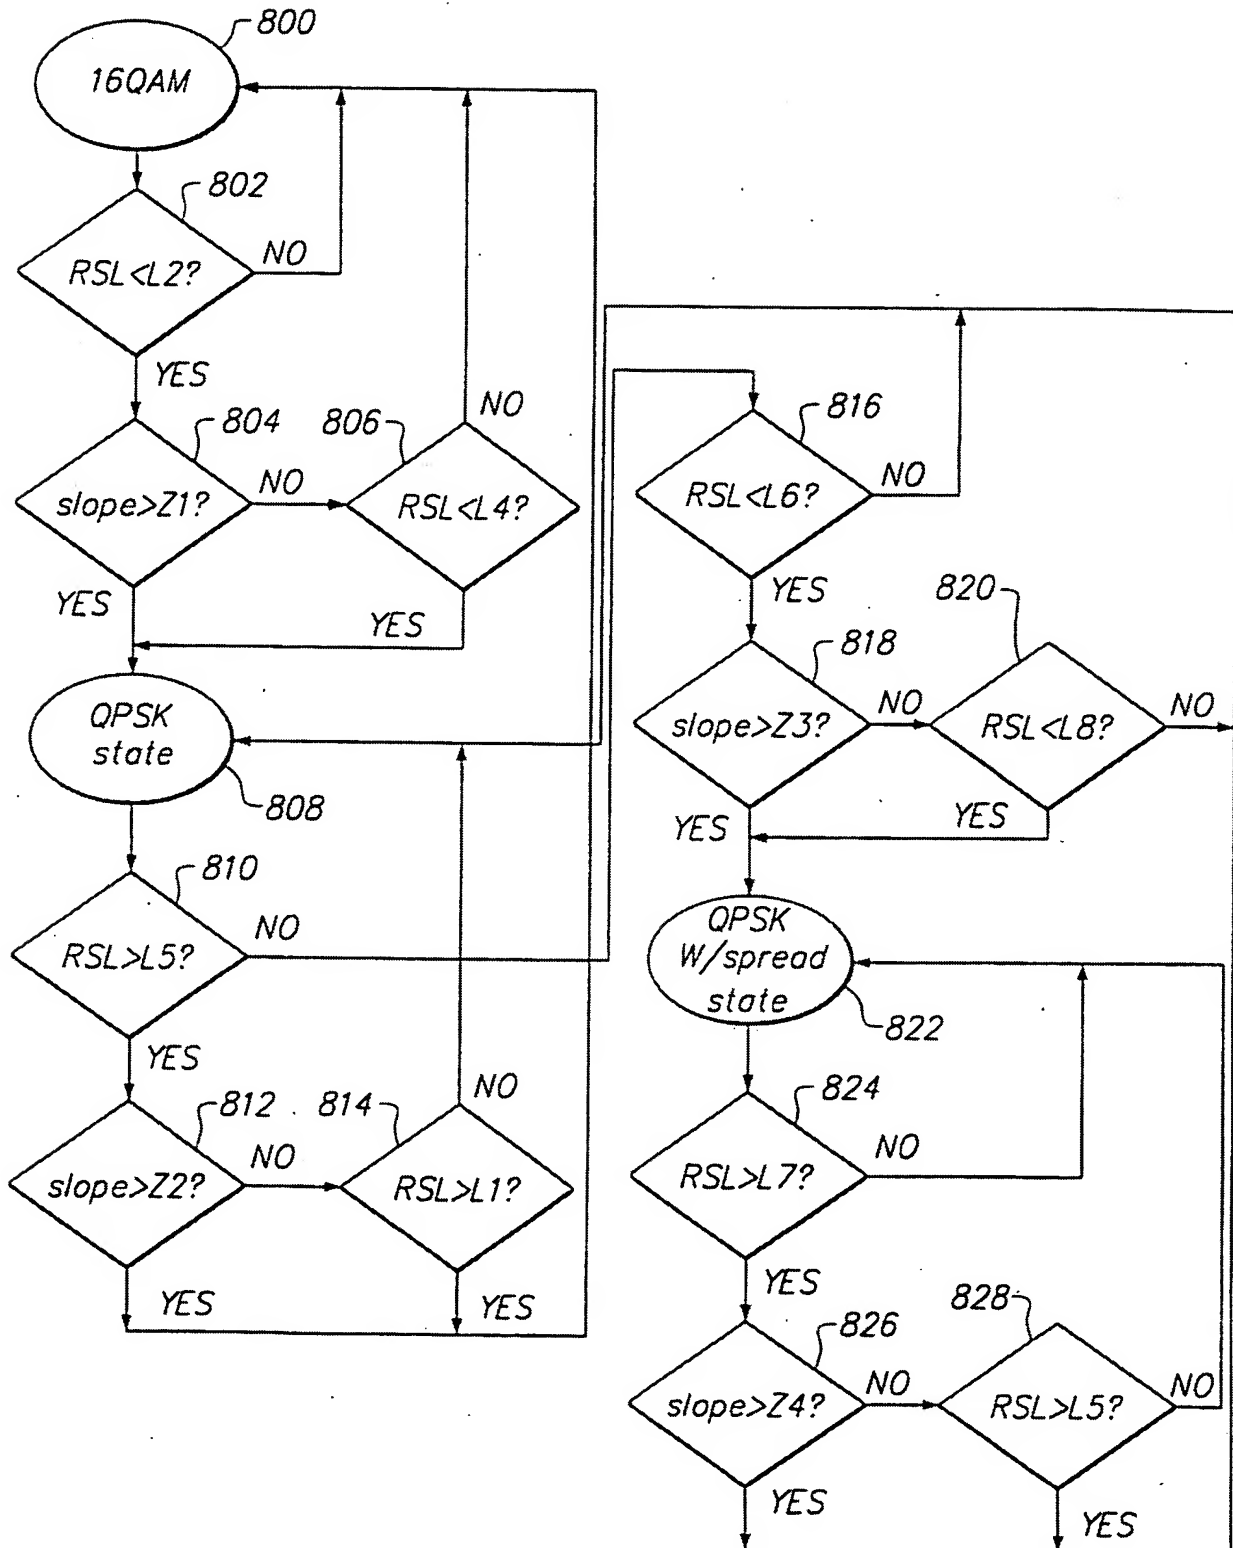 800
16QAM
802
RSL<L2?
NO
YES
804
slope>Z1?
NO
806
RSL<L4?
NO
YES
YES
QPSK
state
808
810
RSL>L5?
NO
YES
812
slope>Z2?
NO
814
RSL>L1?
NO
YES
YES
816
RSL<L6?
NO
YES
818
slope>Z3?
NO
820
RSL<L8?
NO
YES
YES
QPSK
W/spread
state
822
824
RSL>L7?
NO
YES
826
slope>Z4?
NO
828
RSL>L5?
NO
YES
YES